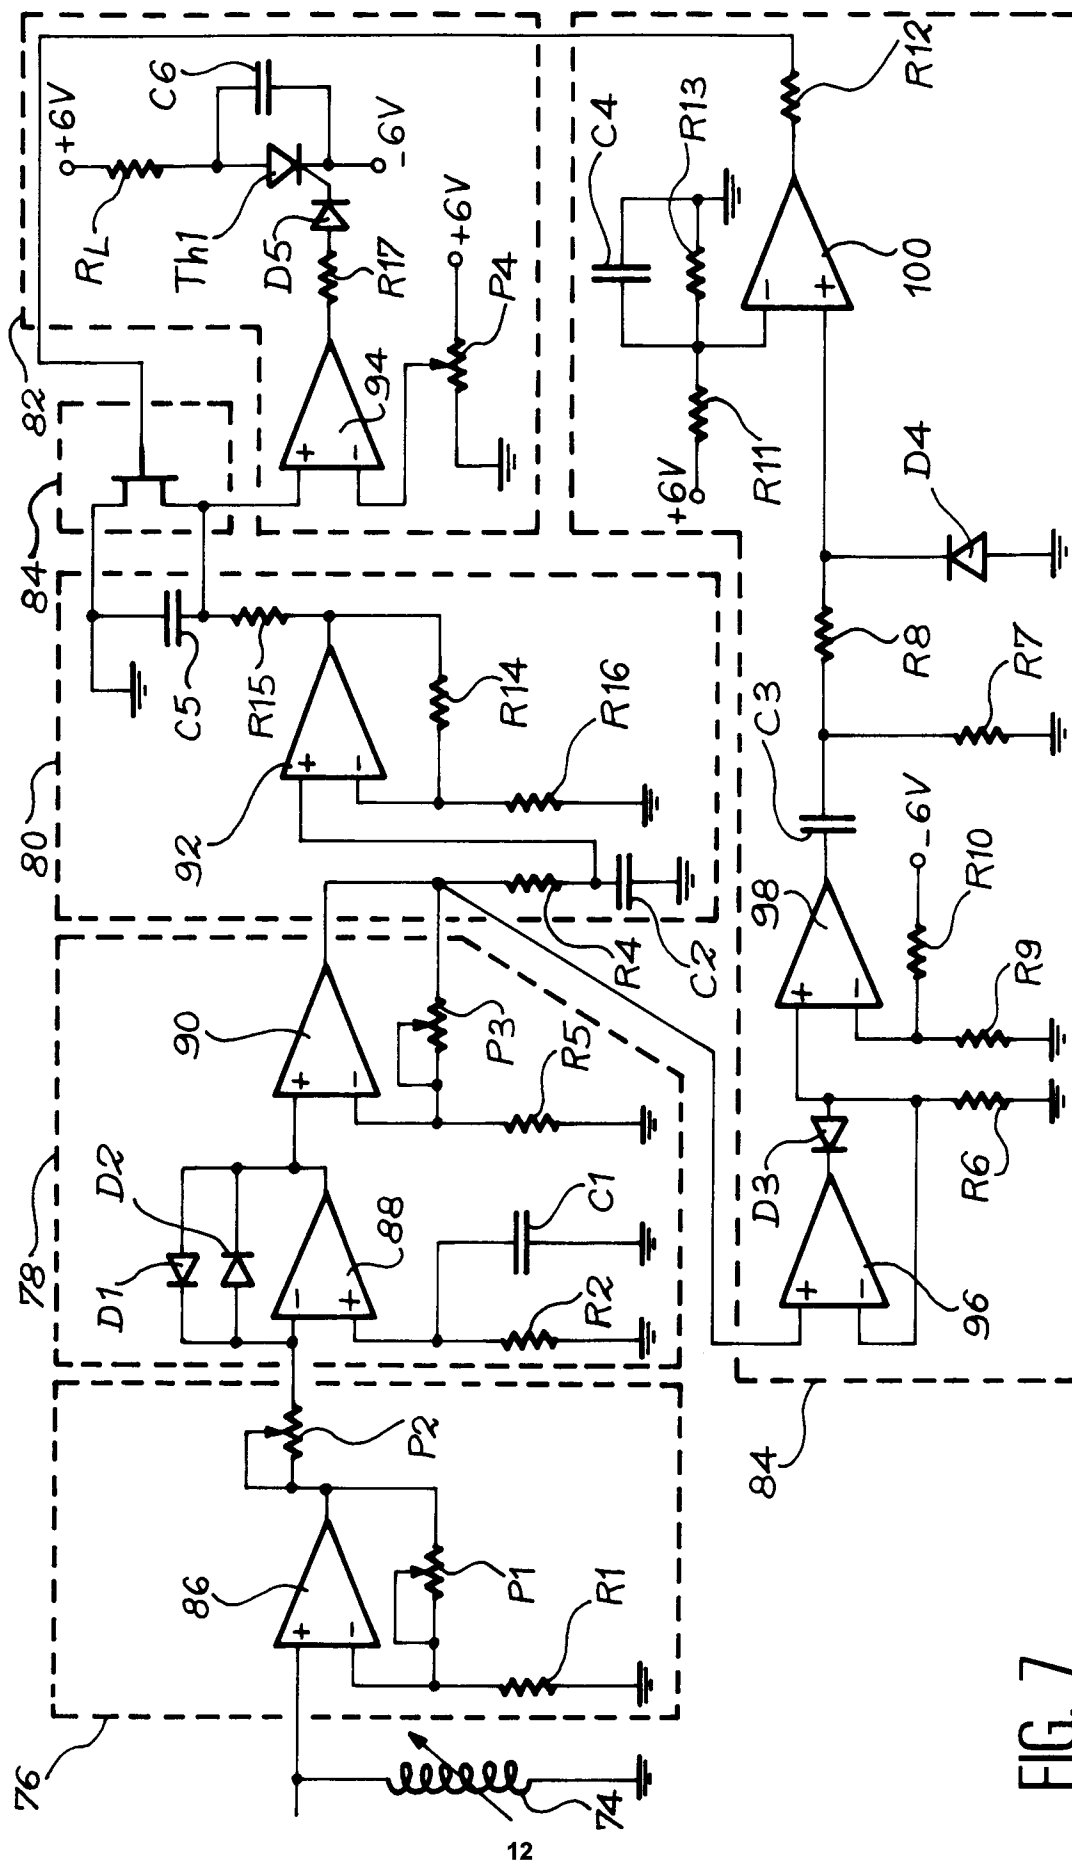 76
74
12
86
P1
R1
P2
78
D1
D2
88
+
−
R2
C1
90
P3
R5
80
92
R4
C2
C5
R15
R14
R16
84
82
+6V
RL
C6
Th1
−6V
D5
R17
94
P4
+6V
84
96
D3
R6
98
R9
R10
−6V
C3
R7
R8
D4
+6V
R11
C4
R13
100
R12
FIG. 7